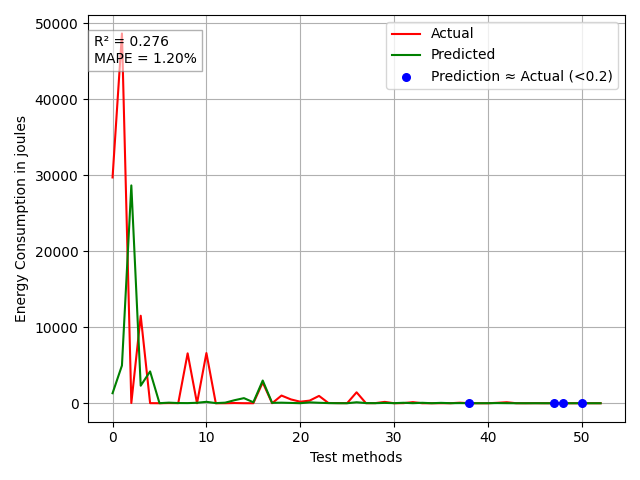 R² = 0.276
MAPE = 1.20%
Actual
Predicted
Prediction ≈ Actual (<0.2)
Energy Consumption in joules
50000
40000
30000
20000
10000
0
0 10 20 30 40 50
Test methods